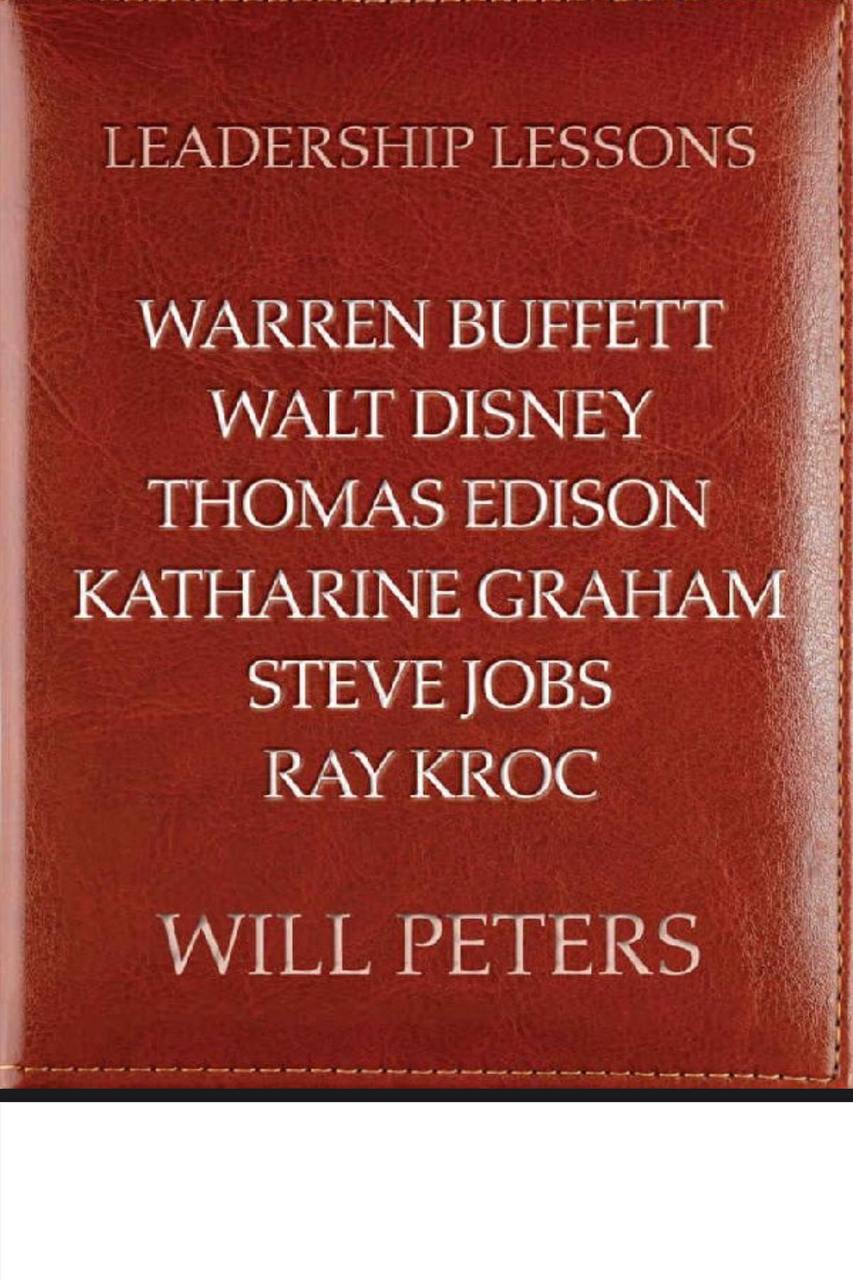 LEADERSHIP LESSONS
WARREN BUFFETT
WALT DISNEY
THOMAS EDISON
KATHARINE GRAHAM
STEVE JOBS
RAY KROC
WILL PETERS